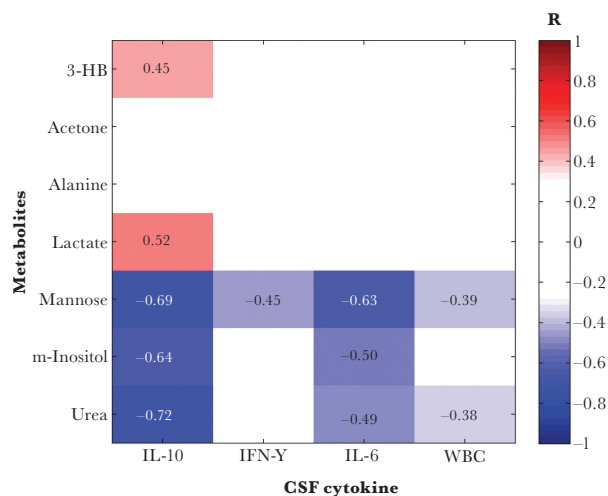 R
3-HB 0.45
Acetone
Alanine
Lactate 0.52
Mannose −0.69 −0.45 −0.63 −0.39
m-Inositol −0.64 −0.50
Urea −0.72 −0.49 −0.38
IL-10 IFN-Y IL-6 WBC
CSF cytokine
Metabolites
1
0.8
0.6
0.4
0.2
0
−0.2
−0.4
−0.6
−0.8
−1